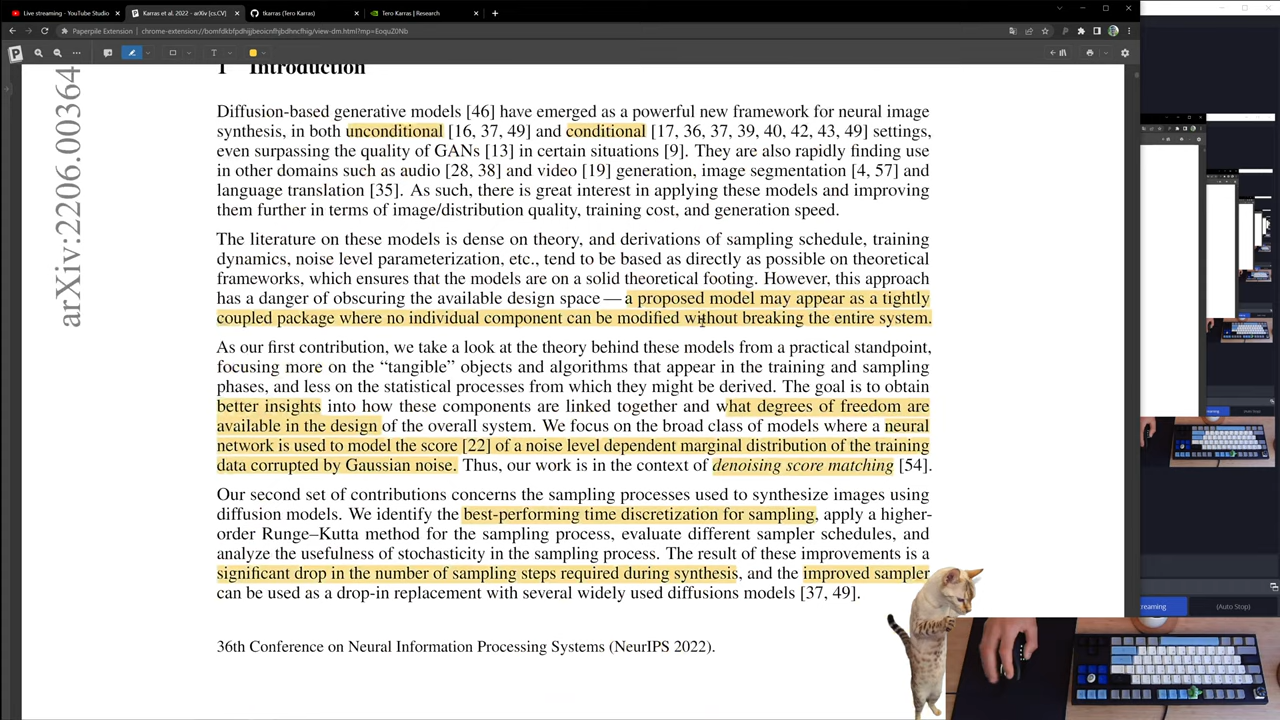 Live streaming - YouTube Studio
Karras et al. 2022 - arXiv [cs.CV]
tkarras (Tero Karras)
NVIDIA Tero Karras | Research
Paperpile Extension | chrome-extension://bomfdkbfpdhijjbeoicnfhjbdhncfhig/view-dm.html?mp=EoquZ0Nb
1 Introduction
Diffusion-based generative models [46] have emerged as a powerful new framework for neural image
synthesis, in both unconditional [16, 37, 49] and conditional [17, 36, 37, 39, 40, 42, 43, 49] settings,
even surpassing the quality of GANs [13] in certain situations [9]. They are also rapidly finding use
in other domains such as audio [28, 38] and video [19] generation, image segmentation [4, 57] and
language translation [35]. As such, there is great interest in applying these models and improving
them further in terms of image/distribution quality, training cost, and generation speed.
The literature on these models is dense on theory, and derivations of sampling schedule, training
dynamics, noise level parameterization, etc., tend to be based as directly as possible on theoretical
frameworks, which ensures that the models are on a solid theoretical footing. However, this approach
has a danger of obscuring the available design space — a proposed model may appear as a tightly
coupled package where no individual component can be modified without breaking the entire system.
As our first contribution, we take a look at the theory behind these models from a practical standpoint,
focusing more on the “tangible” objects and algorithms that appear in the training and sampling
phases, and less on the statistical processes from which they might be derived. The goal is to obtain
better insights into how these components are linked together and what degrees of freedom are
available in the design of the overall system. We focus on the broad class of models where a neural
network is used to model the score [22] of a noise level dependent marginal distribution of the training
data corrupted by Gaussian noise. Thus, our work is in the context of denoising score matching [54].
Our second set of contributions concerns the sampling processes used to synthesize images using
diffusion models. We identify the best-performing time discretization for sampling, apply a higher-
order Runge–Kutta method for the sampling process, evaluate different sampler schedules, and
analyze the usefulness of stochasticity in the sampling process. The result of these improvements is a
significant drop in the number of sampling steps required during synthesis, and the improved sampler
can be used as a drop-in replacement with several widely used diffusions models [37, 49].
36th Conference on Neural Information Processing Systems (NeurIPS 2022).
arXiv:2206.00364
(Auto Stop)